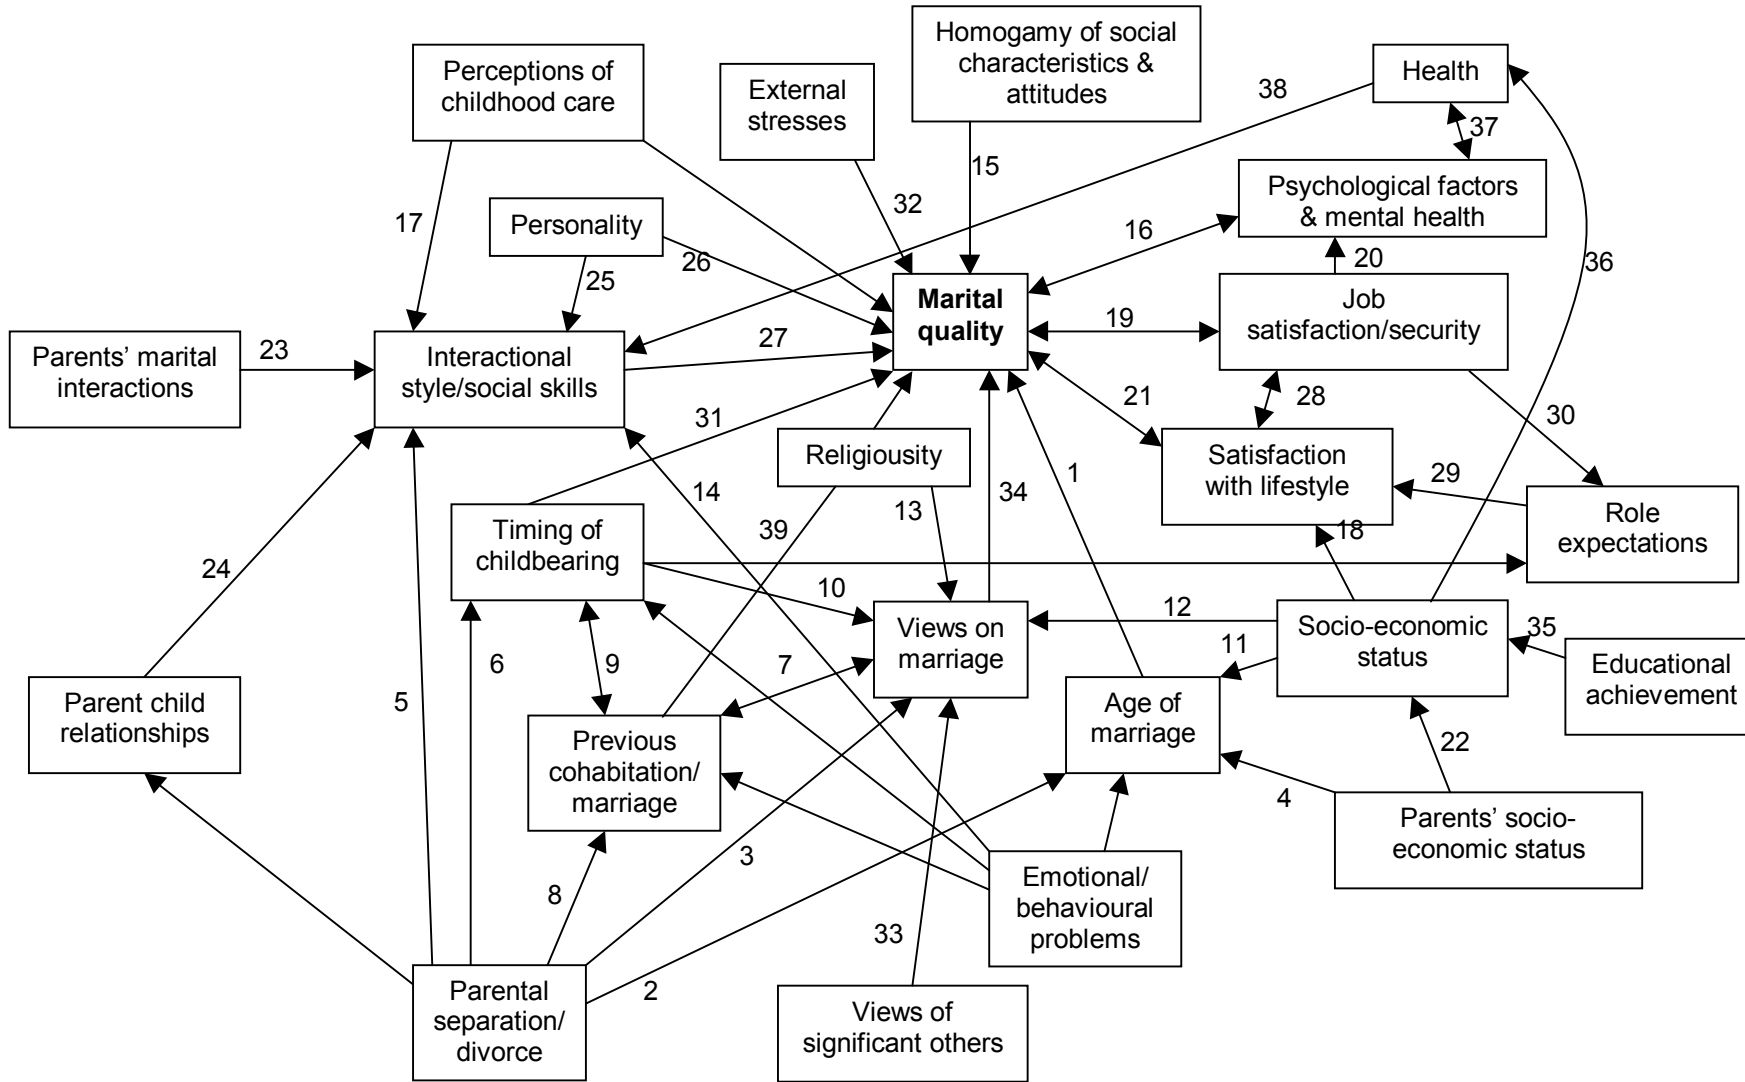 Homogamy of social
characteristics &
attitudes
Perceptions of
childhood care
External
stresses
Health
38
37
15
Psychological factors
& mental health
17
Personality
32
16
26
25
20
36
Marital
quality
Job
satisfaction/security
19
Parents' marital
interactions
23
Interactional
style/social skills
27
21
28
31
30
Religiousity
Satisfaction
with lifestyle
1
29
14
34
13
18
Role
expectations
Timing of
childbearing
39
24
10
12
Views on
marriage
Socio-economic
status
35
11
Educational
achievement
6
9
7
5
Parent child
relationships
Age of
marriage
Previous
cohabitation/
marriage
22
4
Parents' socio-
economic status
3
8
Emotional/
behavioural
problems
33
2
Parental
separation/
divorce
Views of
significant others